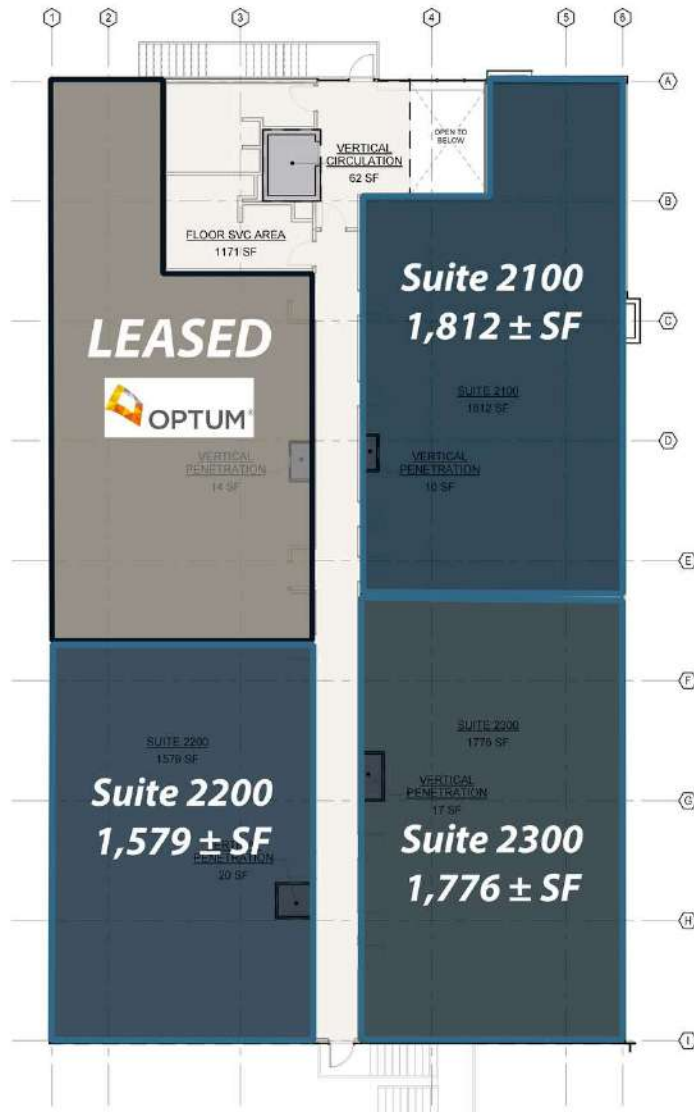 1 2 3 4 5 6
A
OPEN TO
BELOW
VERTICAL
CIRCULATION
62 SF
B
FLOOR SVC AREA
1171 SF
Suite 2100
1,812 ± SF
C
LEASED
OPTUM®
SUITE 2100
1812 SF
D
VERTICAL
PENETRATION
14 SF
VERTICAL
PENETRATION
10 SF
E
F
SUITE 2200
1579 SF
SUITE 2300
1776 SF
Suite 2200
1,579 ± SF
VERTICAL
PENETRATION
17 SF
G
Suite 2300
1,776 ± SF
PENETRATION
20 SF
H
I